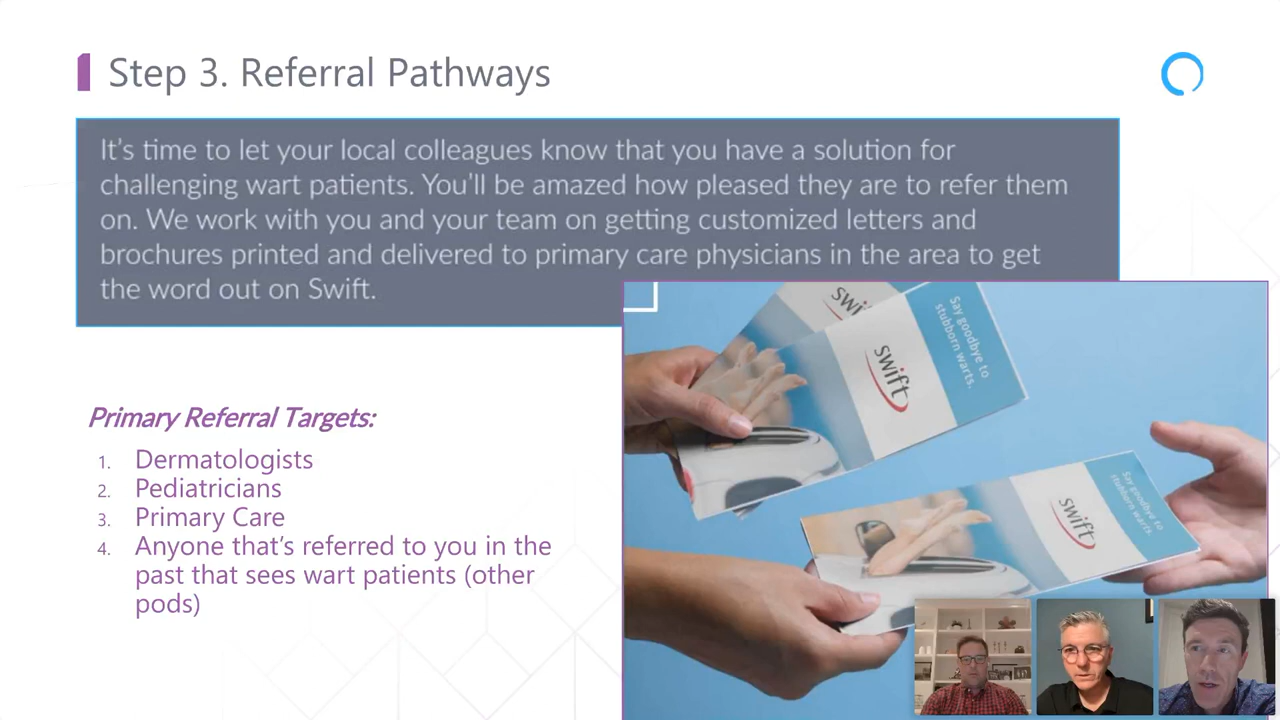 Step 3. Referral Pathways
It's time to let your local colleagues know that you have a solution for
challenging wart patients. You'll be amazed how pleased they are to refer them
on. We work with you and your team on getting customized letters and
brochures printed and delivered to primary care physicians in the area to get
the word out on Swift.
Primary Referral Targets:
1. Dermatologists
2. Pediatricians
3. Primary Care
4. Anyone that's referred to you in the
past that sees wart patients (other
pods)
swi
swift
Say goodbye to
stubborn warts.
swift
Say goodbye to
stubborn warts.